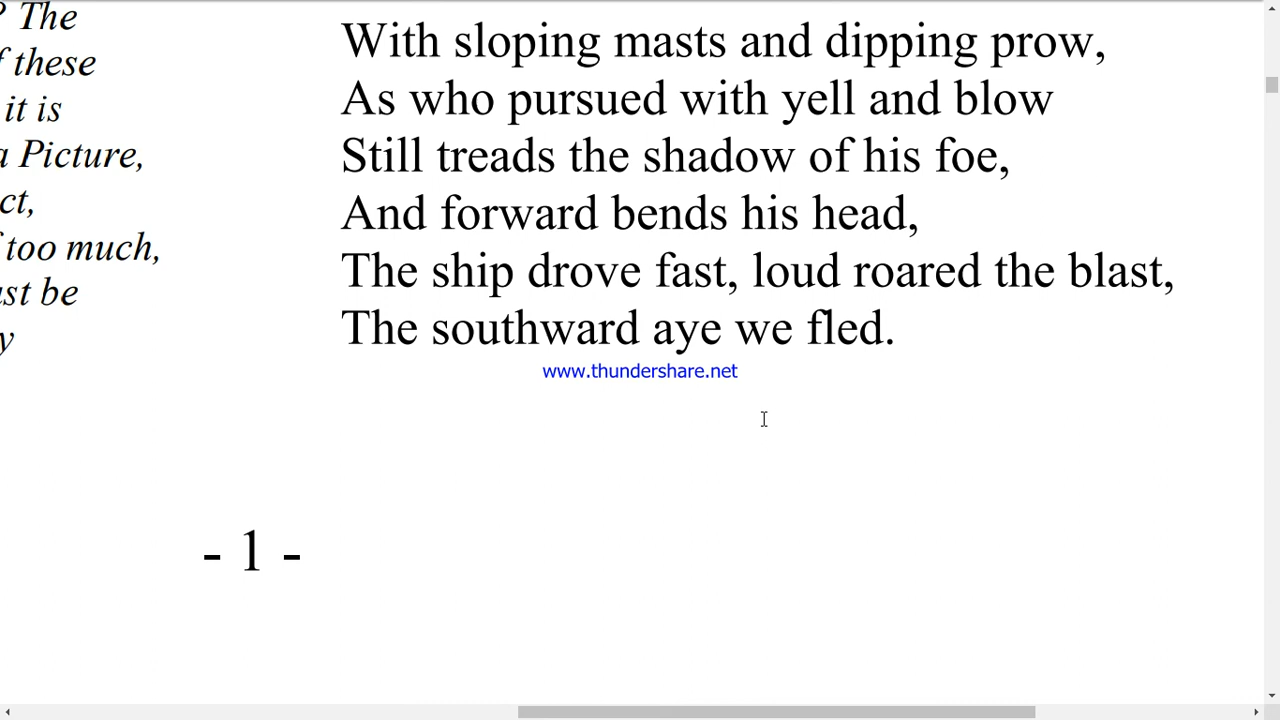 ? The
f these
it is
a Picture,
ct,
f too much,
ust be
y
With sloping masts and dipping prow,
As who pursued with yell and blow
Still treads the shadow of his foe,
And forward bends his head,
The ship drove fast, loud roared the blast,
The southward aye we fled.
www.thundershare.net
- 1 -